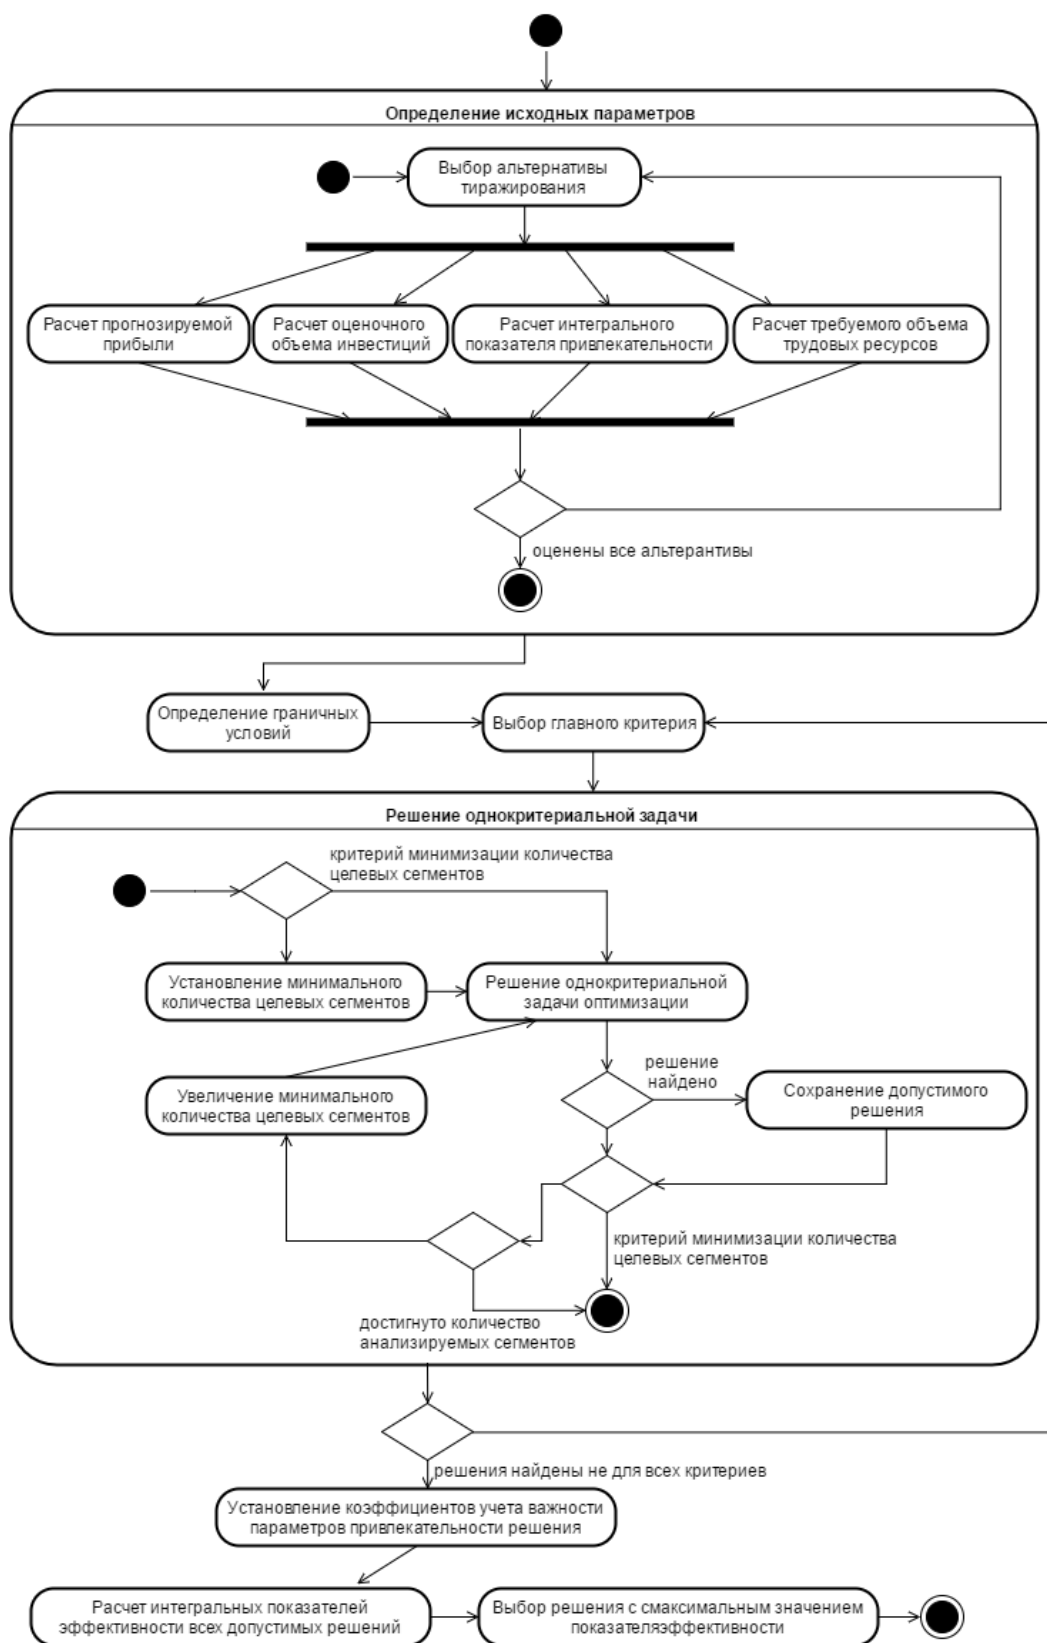 Определение исходных параметров
Выбор альтернативы
тиражирования
Расчет прогнозируемой
прибыли
Расчет оценочного
объема инвестиций
Расчет интегрального
показателя привлекательности
Расчет требуемого объема
трудовых ресурсов
оценены все альтерантивы
Определение граничных
условий
Выбор главного критерия
Решение однокритериальной задачи
критерий минимизации количества
целевых сегментов
Установление минимального
количества целевых сегментов
Решение однокритериальной
задачи оптимизации
решение
найдено
Увеличение минимального
количества целевых сегментов
Сохранение допустимого
решения
критерий минимизации количества
целевых сегментов
достигнуто количество
анализируемых сегментов
решения найдены не для всех критериев
Установление коэффициентов учета важности
параметров привлекательности решения
Расчет интегральных показателей
эффективности всех допустимых решений
Выбор решения с смаксимальным значением
показателяэффективности